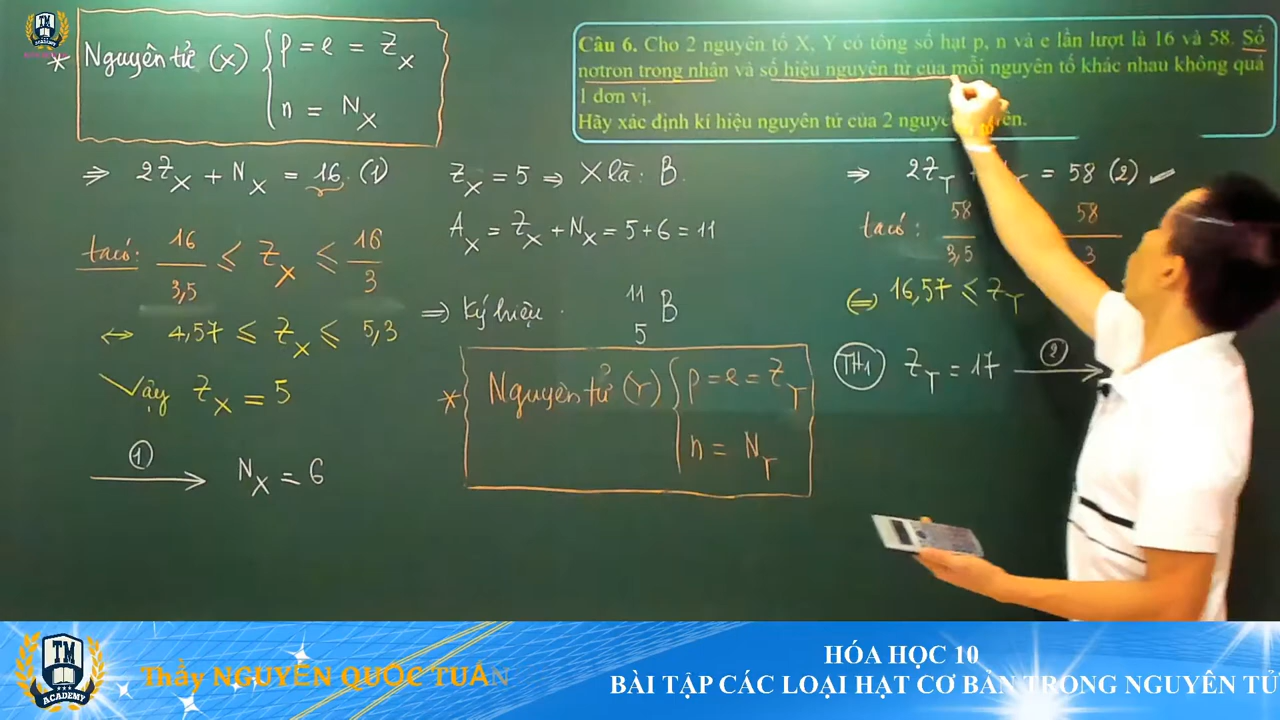 TM
ACADEMY
* Nguyên tử (X) { p = e = Z_X
n = N_X
Câu 6. Cho 2 nguyên tố X, Y có tổng số hạt p, n và e lần lượt là 16 và 58. Số
nơtron trong nhân và số hiệu nguyên tử của mỗi nguyên tố khác nhau không quá
1 đơn vị.
Hãy xác định kí hiệu nguyên tử của 2
⇒ 2Z_X + N_X = 16. (1)
ta có: 16/3,5 ≤ Z_X ≤ 16/3
↔ 4,57 ≤ Z_X ≤ 5,3
Vậy Z_X = 5
(1) → N_X = 6
Z_X = 5 ⇒ X là: B.
A_X = Z_X + N_X = 5 + 6 = 11
⇒ Ký hiệu. 11 5 B
* Nguyên tử (Y) { p = e = Z_Y
n = N_Y
⇒ 2Z_Y + = 58 (2)
ta có: 58/3,5 58/3
⇔ 16,57 ≤ Z_Y
TH1 Z_Y = 17 (2) →
TM
ACADEMY
Thầy NGUYỄN QUỐC TUẤN
HÓA HỌC 10
BÀI TẬP CÁC LOẠI HẠT CƠ BẢN TRONG NGUYÊN TỬ